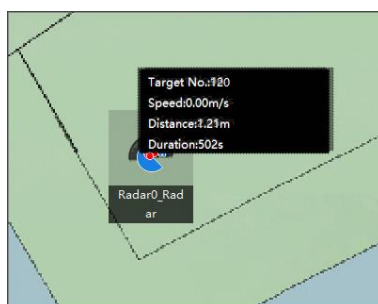 Target No.:120
Speed:0.00m/s
Distance:1.21m
Duration:502s
Radar0_Rad
ar